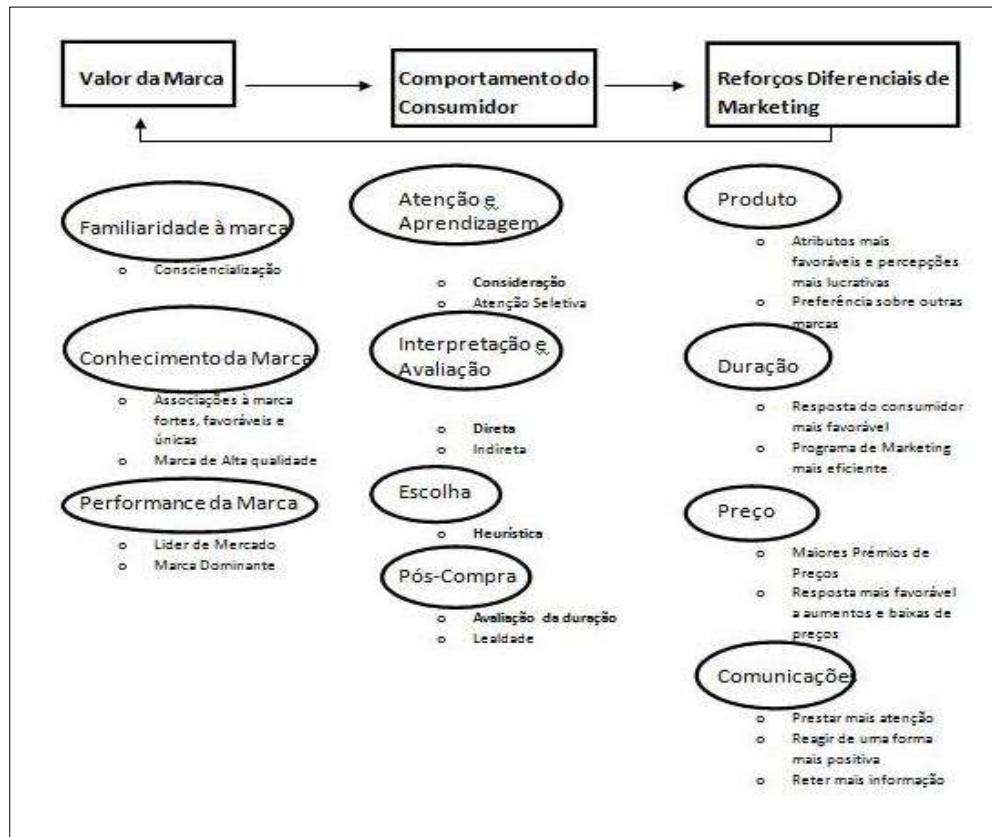 Valor da Marca
Comportamento do
Consumidor
Reforços Diferenciais de
Marketing
Familiaridade à marca
o Consciencialização
Conhecimento da Marca
o Associações à marca
fortes, favoráveis e
únicas
o Marca de Alta qualidade
Performance da Marca
o Lider de Mercado
o Marca Dominante
Atenção e
Aprendizagem
o Consideração
o Atenção Seletiva
Interpretação e
Avaliação
o Direta
o Indireta
Escolha
o Heurística
Pós-Compra
o Avaliação da duração
o Lealdade
Produto
o Atributos mais
favoráveis e percepções
mais lucrativas
o Preferência sobre outras
marcas
Duração
o Resposta do consumidor
mais favorável
o Programa de Marketing
mais eficiente
Preço
o Maiores Prémios de
Preços
o Resposta mais favorável
a aumentos e baixas de
preços
Comunicações
o Prestar mais atenção
o Reagir de uma forma
mais positiva
o Reter mais informação